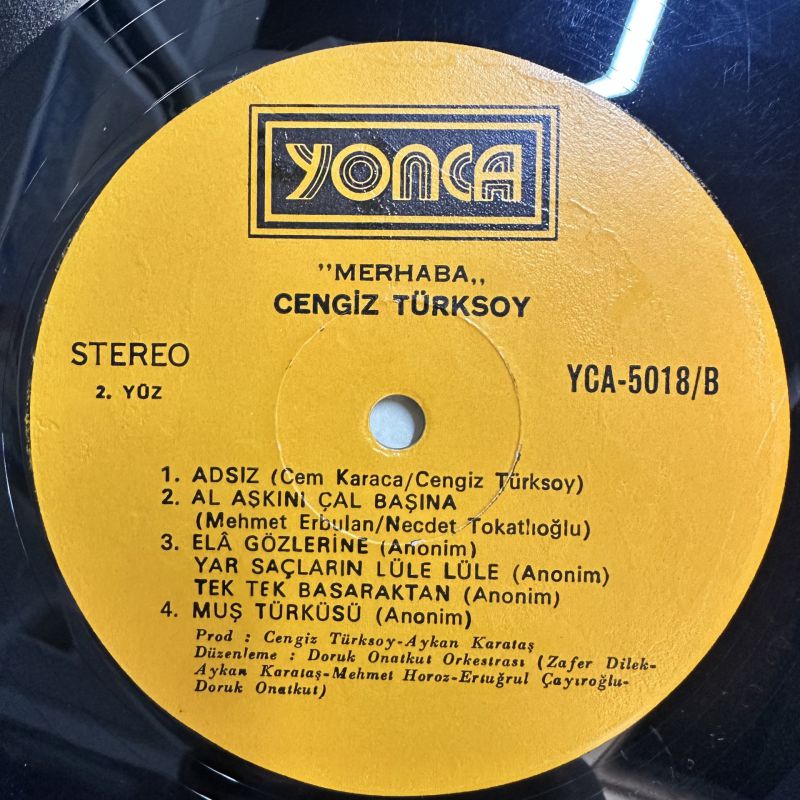 YONCA
"MERHABA,,
CENGİZ TÜRKSOY
STEREO
2. YÜZ
YCA-5018/B
1. ADSIZ (Cem Karaca/Cengiz Türksoy)
2. AL AŞKINI ÇAL BAŞINA
(Mehmet Erbulan/Necdet Tokatlıoğlu)
3. ELÂ GÖZLERİNE (Anonim)
YAR SAÇLARIN LÜLE LÜLE (Anonim)
TEK TEK BASARAKTAN (Anonim)
4. MUŞ TÜRKÜSÜ (Anonim)
Prod : Cengiz Türksoy-Aykan Karataş
Düzenleme : Doruk Onatkut Orkestrası (Zafer Dilek-
Aykan Karataş-Mehmet Horoz-Ertuğrul Çayıroğlu-
Doruk Onatkut)